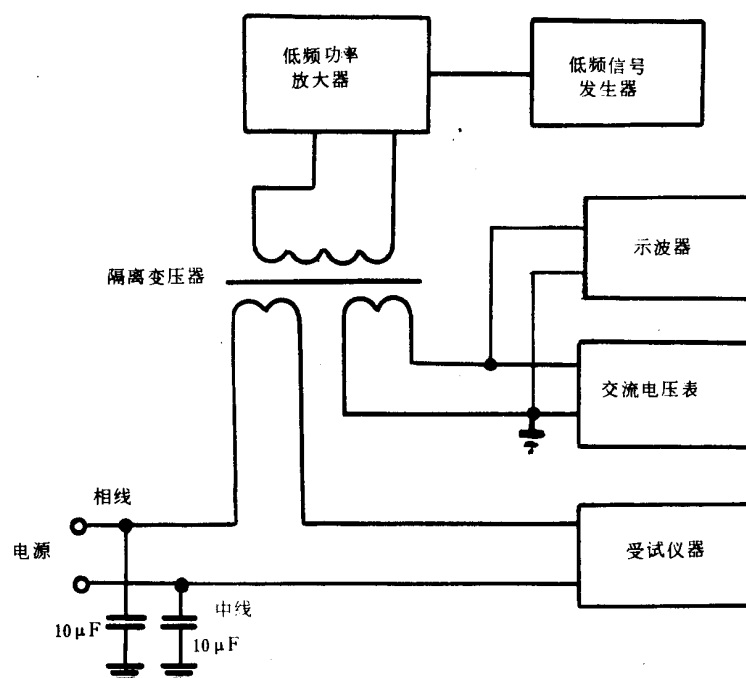 低频功率
放大器
低频信号
发生器
示波器
隔离变压器
交流电压表
相线
电源
受试仪器
中线
10μF
10μF